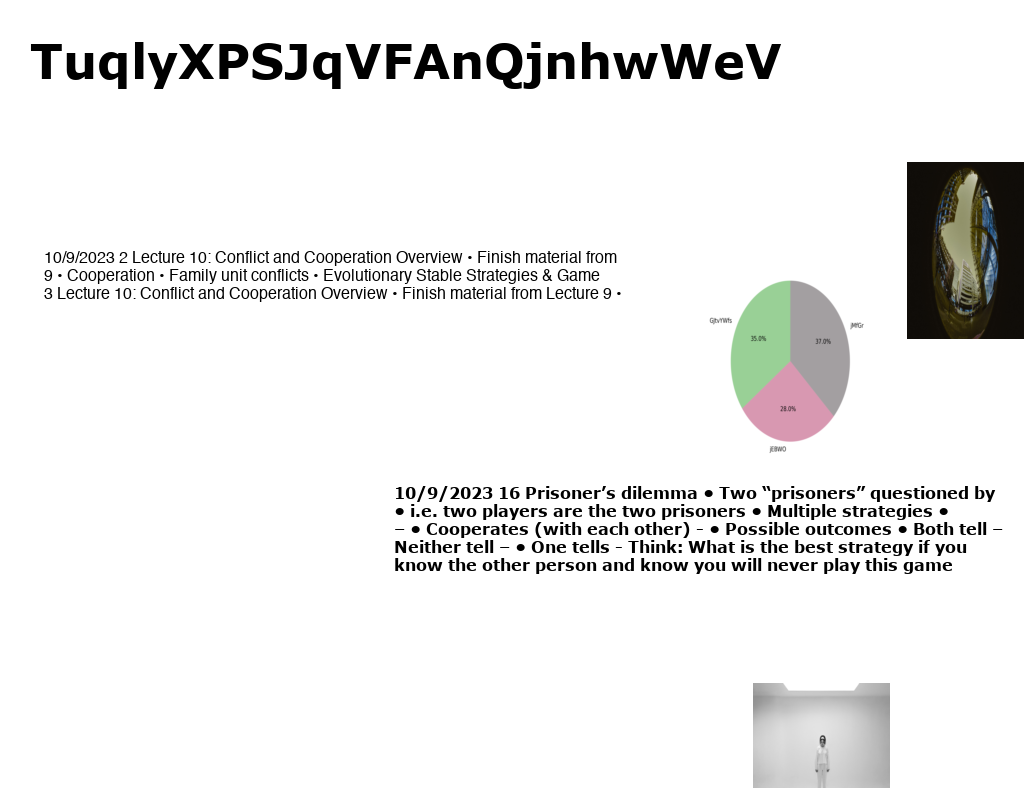 TuqlyXPSJqVFAnQjnhwWeV
10/9/2023 2 Lecture 10: Conflict and Cooperation Overview • Finish material from
9 • Cooperation • Family unit conflicts • Evolutionary Stable Strategies & Game
3 Lecture 10: Conflict and Cooperation Overview • Finish material from Lecture 9 •
GJtvYWfs
35.0%
37.0%
JMfGr
28.0%
jEBWO
10/9/2023 16 Prisoner’s dilemma • Two “prisoners” questioned by
• i.e. two players are the two prisoners • Multiple strategies •
– • Cooperates (with each other) - • Possible outcomes • Both tell –
Neither tell – • One tells - Think: What is the best strategy if you
know the other person and know you will never play this game